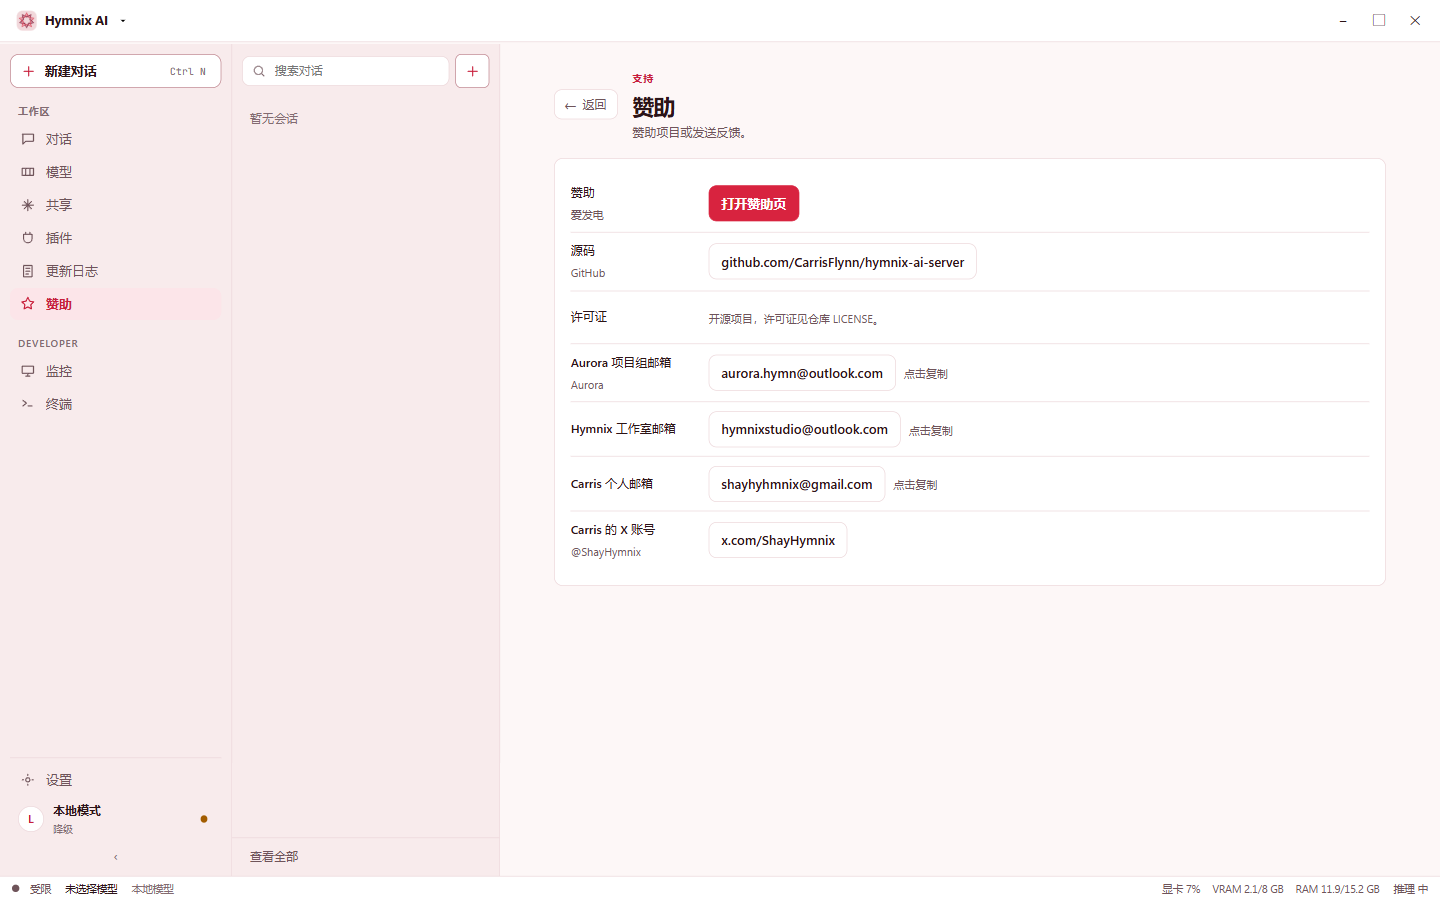 Hymnix AI
新建对话 Ctrl N
工作区
对话
模型
共享
插件
更新日志
赞助
DEVELOPER
监控
终端
设置
L
本地模式
降级
搜索对话
暂无会话
查看全部
← 返回
支持
赞助
赞助项目或发送反馈。
赞助
爱发电
打开赞助页
源码
GitHub
github.com/CarrisFlynn/hymnix-ai-server
许可证
开源项目，许可证见仓库 LICENSE。
Aurora 项目组邮箱
Aurora
aurora.hymn@outlook.com 点击复制
Hymnix 工作室邮箱
hymnixstudio@outlook.com 点击复制
Carris 个人邮箱
shayhyhmnix@gmail.com 点击复制
Carris 的 X 账号
@ShayHymnix
x.com/ShayHymnix
受限 未选择模型 本地模型
显卡 7% VRAM 2.1/8 GB RAM 11.9/15.2 GB 推理 中